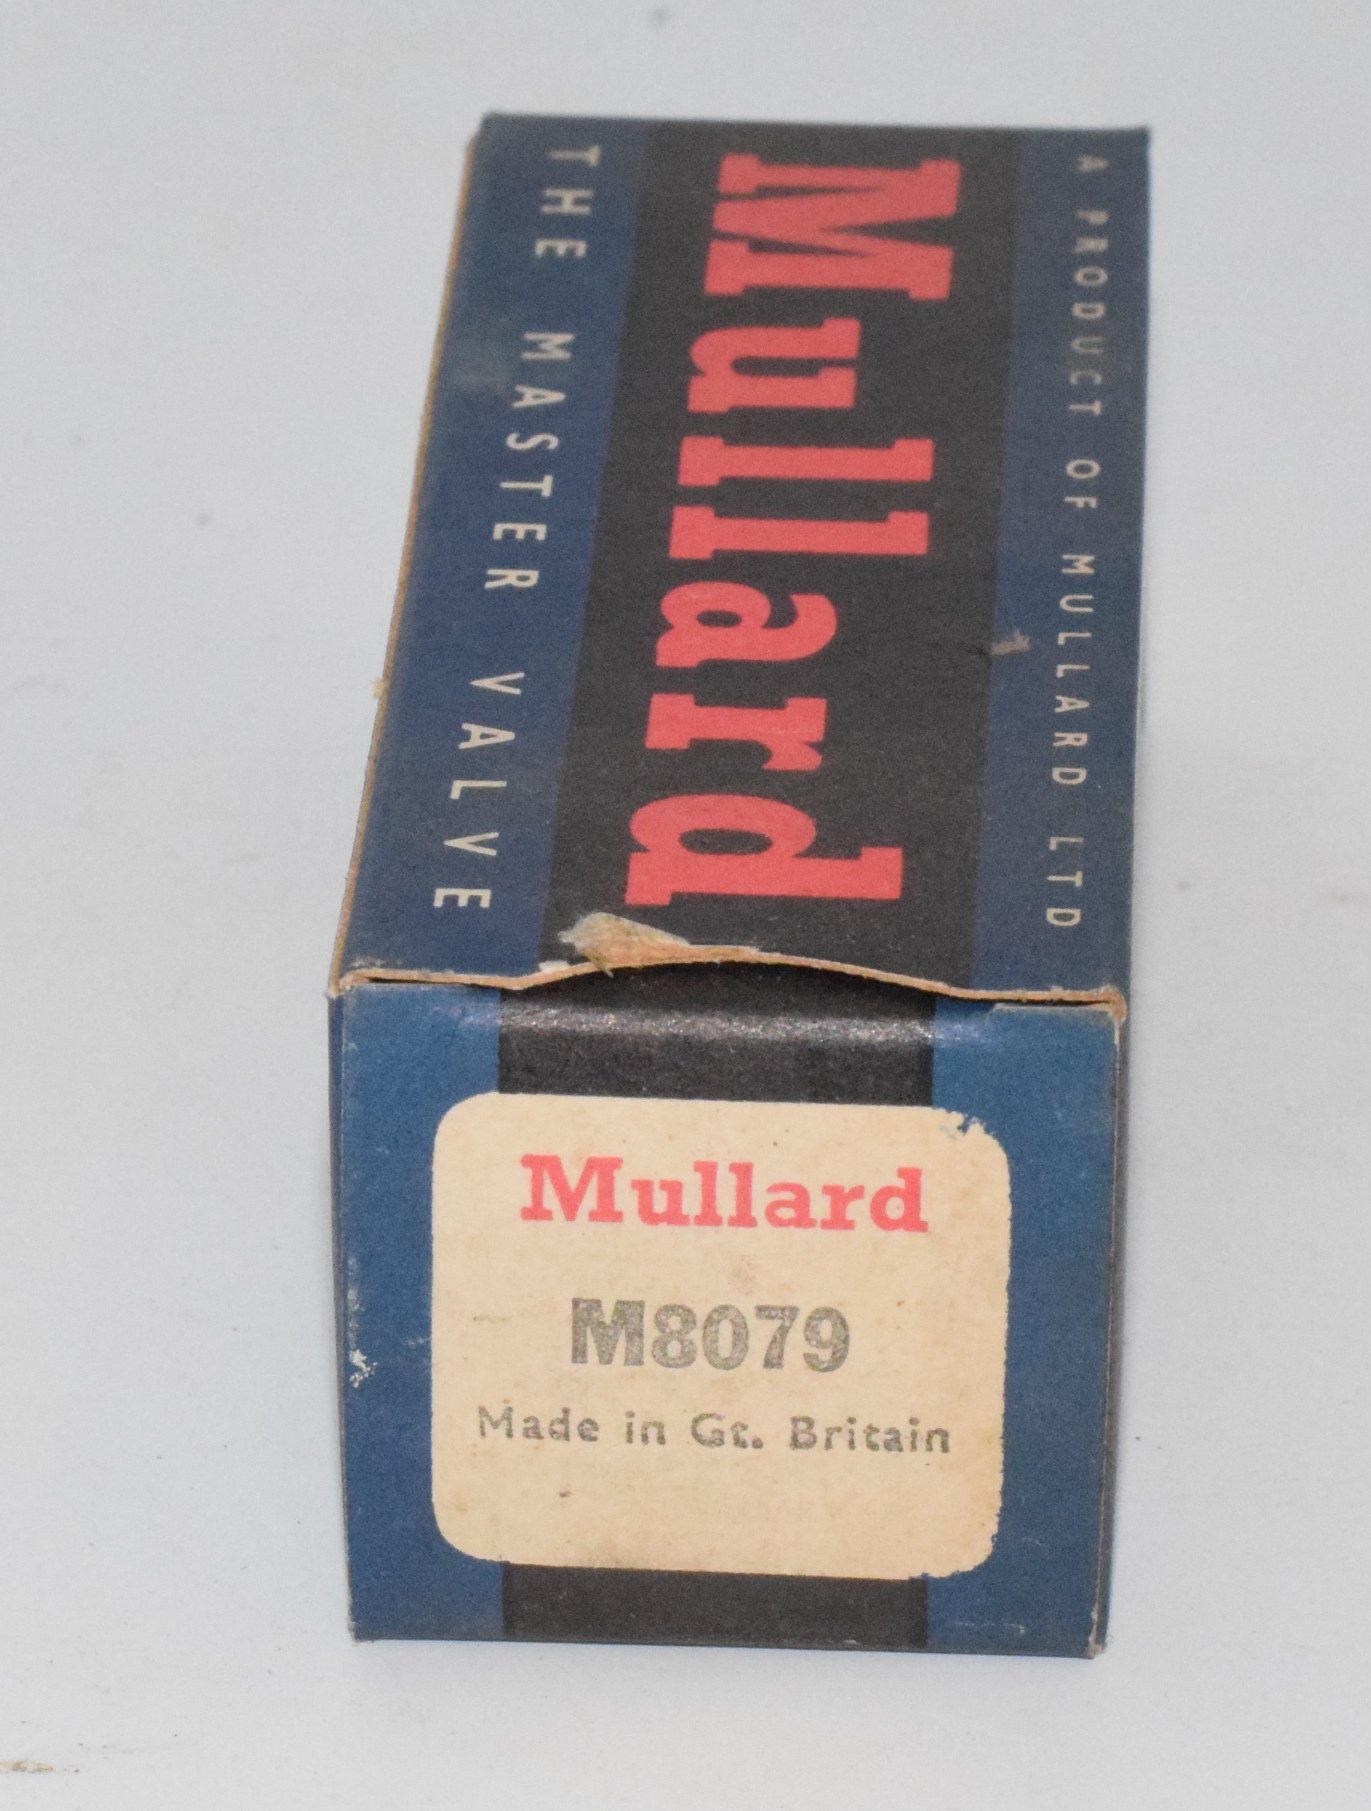 A PRODUCT OF MULLARD LTD
Mullard
THE MASTER VALVE
Mullard
M8079
Made in Gt. Britain